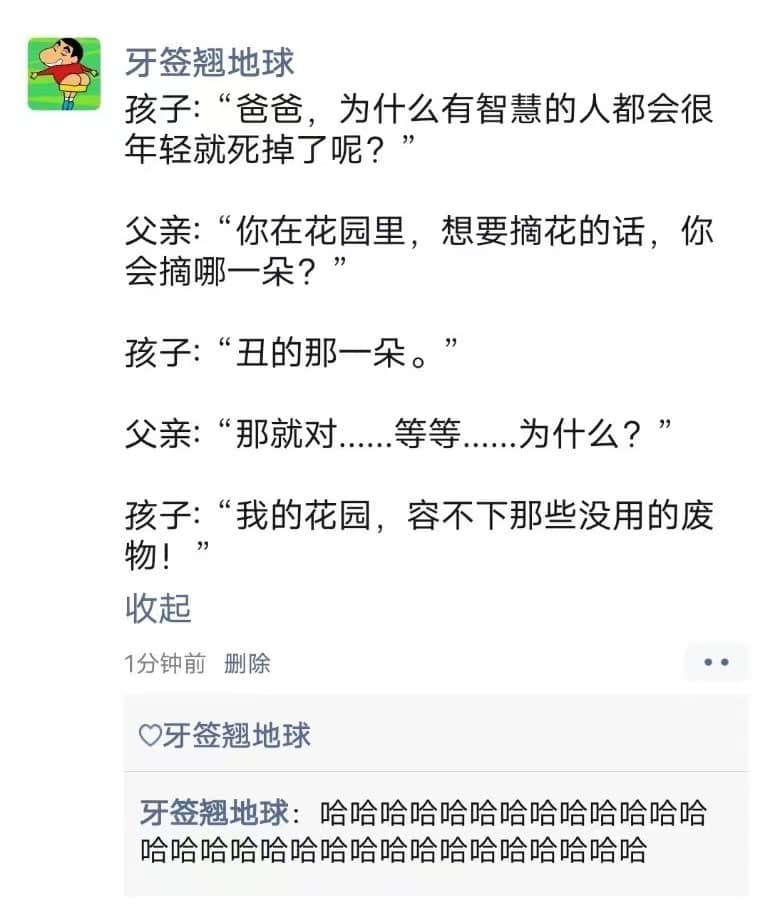 牙签翘地球
孩子:“爸爸，为什么有智慧的人都会很
年轻就死掉了呢？”
父亲:“你在花园里，想要摘花的话，你
会摘哪一朵？”
孩子:“丑的那一朵。”
父亲:“那就对......等等......为什么？”
孩子:“我的花园，容不下那些没用的废
物！”
收起
1分钟前 删除
♡牙签翘地球
牙签翘地球：哈哈哈哈哈哈哈哈哈哈哈哈哈
哈哈哈哈哈哈哈哈哈哈哈哈哈哈哈哈哈